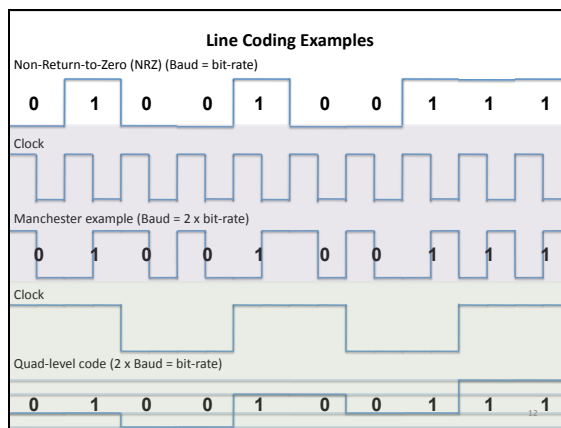 Line Coding Examples
Non-Return-to-Zero (NRZ) (Baud = bit-rate)
0 1 0 0 1 0 0 1 1 1
Clock
Manchester example (Baud = 2 x bit-rate)
0 1 0 0 1 0 0 1 1 1
Clock
Quad-level code (2 x Baud = bit-rate)
0 1 0 0 1 0 0 1 1 1
12